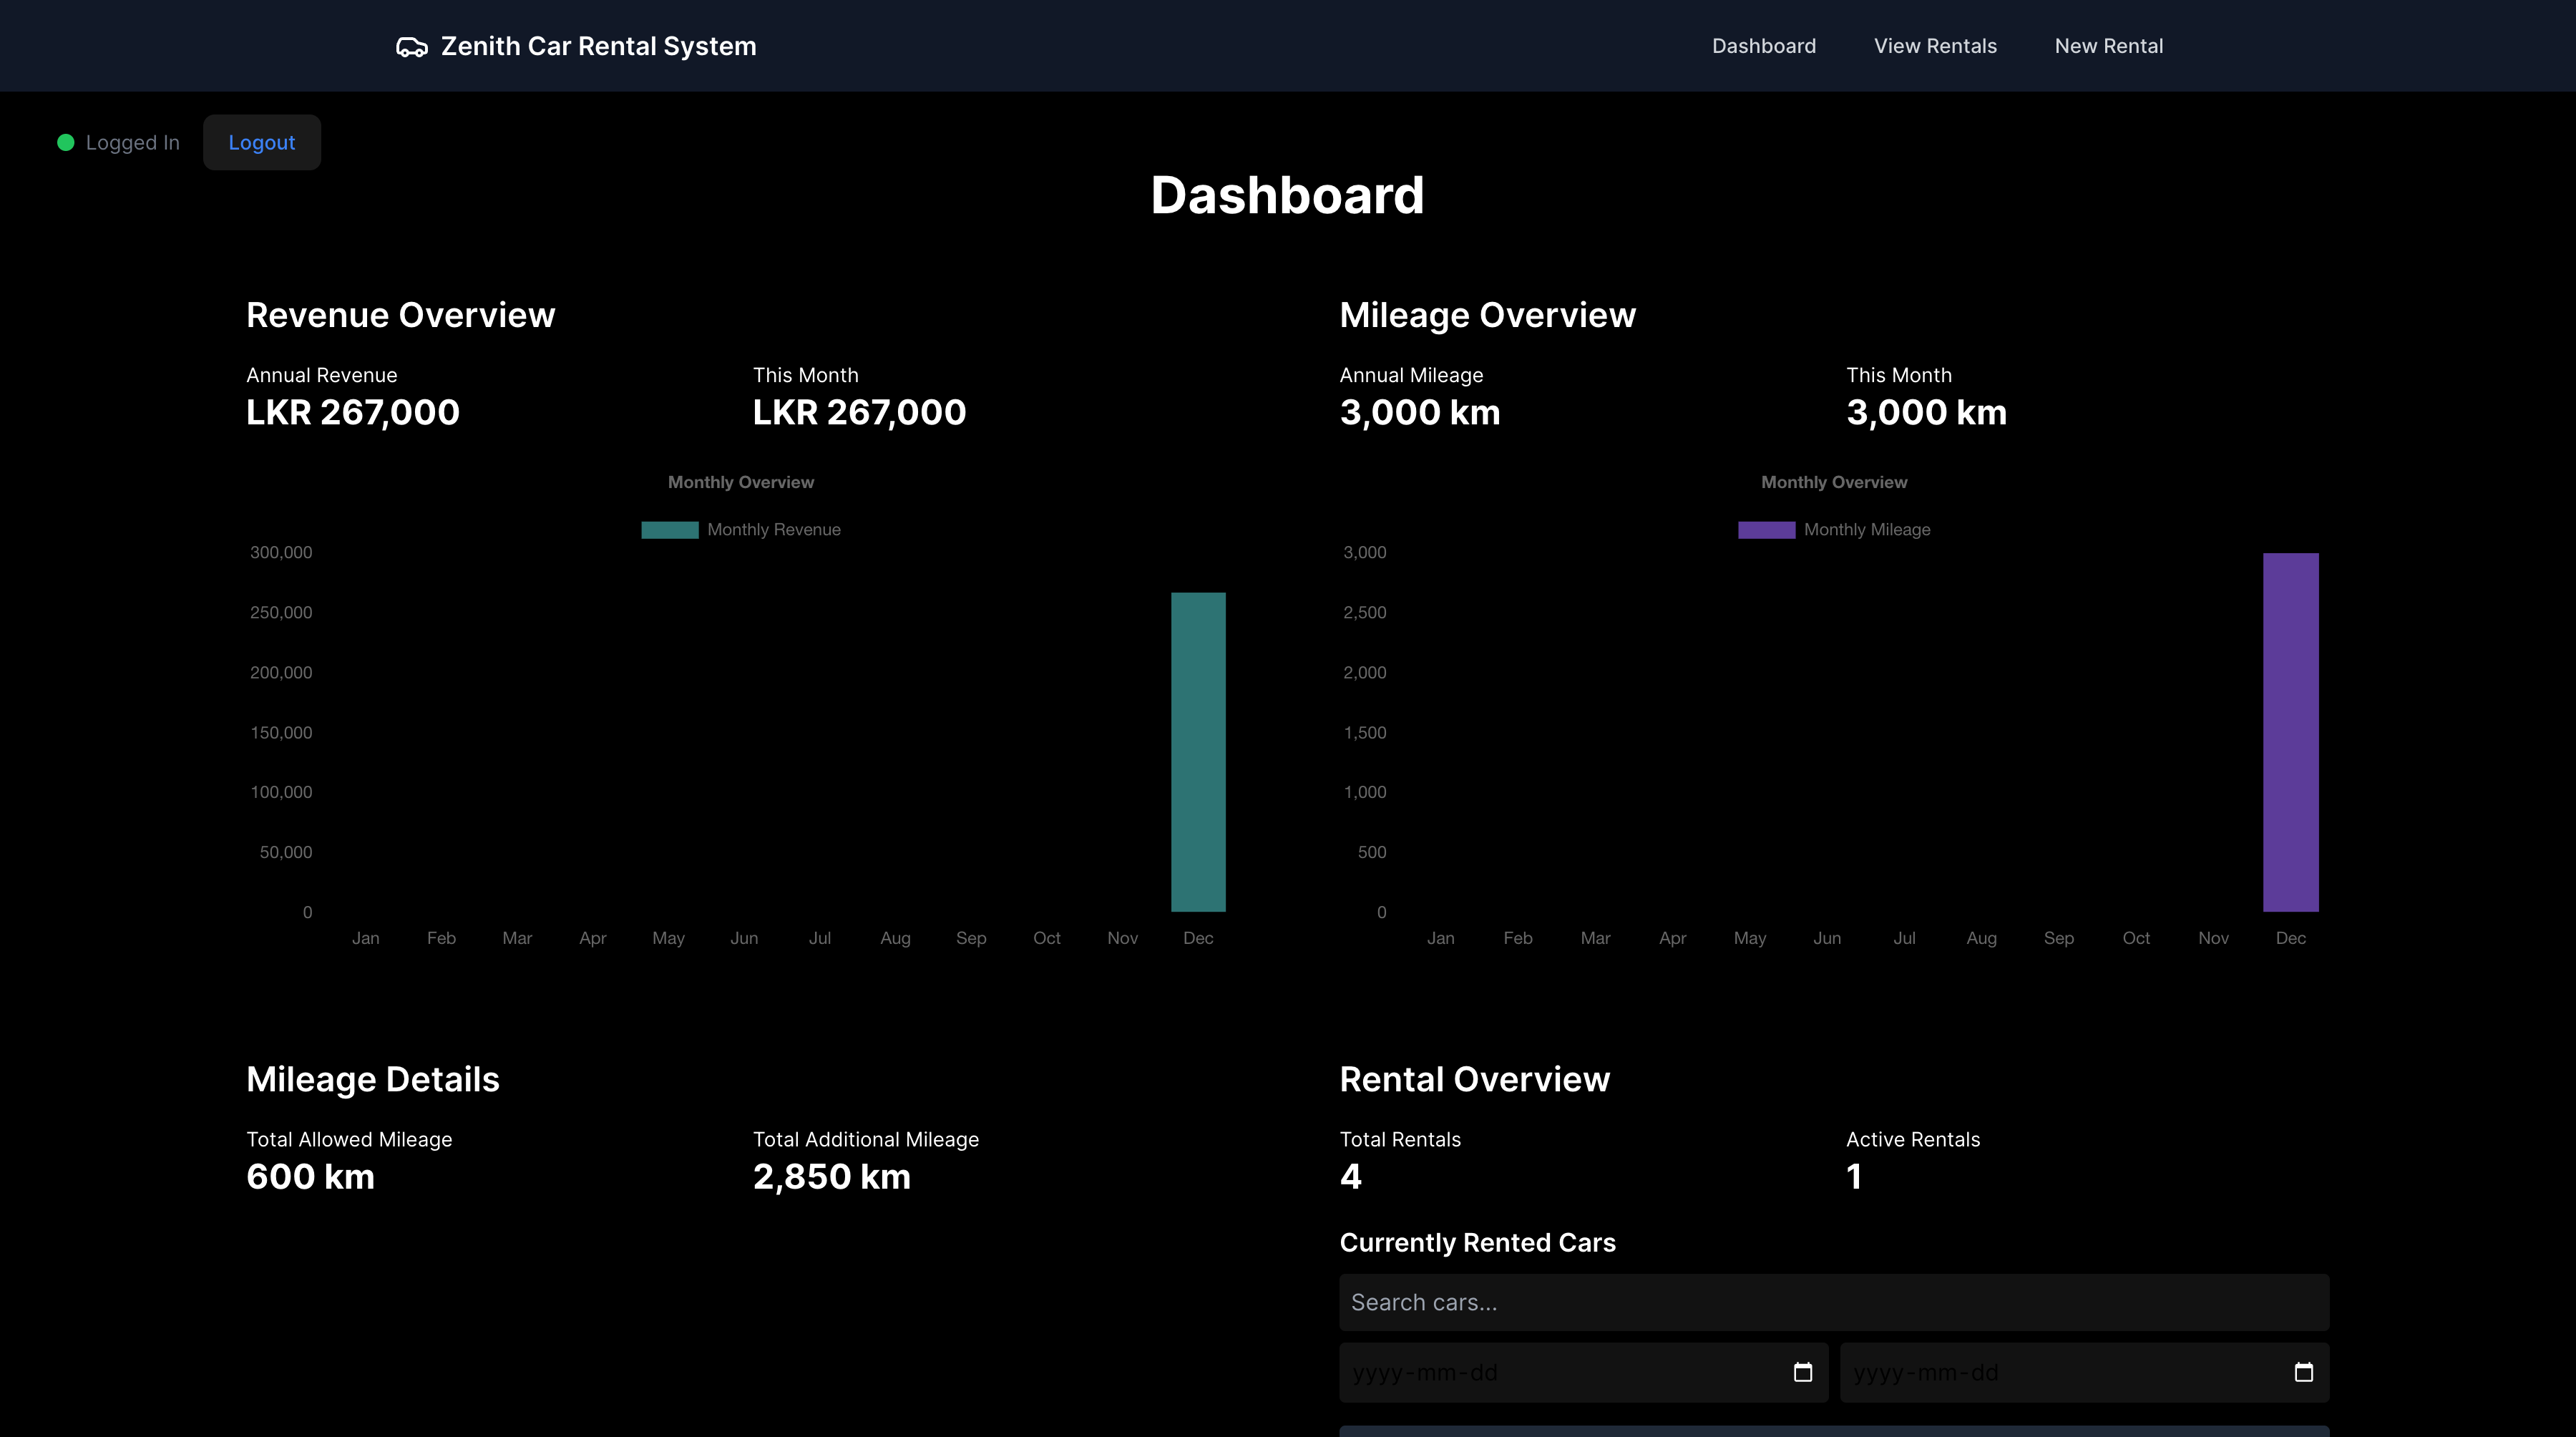 Zenith Car Rental System
Dashboard View Rentals New Rental
Logged In Logout
Dashboard
Revenue Overview
Annual Revenue This Month
LKR 267,000 LKR 267,000
Monthly Overview
Monthly Revenue
300,000
250,000
200,000
150,000
100,000
50,000
0
Jan Feb Mar Apr May Jun Jul Aug Sep Oct Nov Dec
Mileage Overview
Annual Mileage This Month
3,000 km 3,000 km
Monthly Overview
Monthly Mileage
3,000
2,500
2,000
1,500
1,000
500
0
Jan Feb Mar Apr May Jun Jul Aug Sep Oct Nov Dec
Mileage Details
Total Allowed Mileage Total Additional Mileage
600 km 2,850 km
Rental Overview
Total Rentals Active Rentals
4 1
Currently Rented Cars
Search cars...
yyyy-mm-dd yyyy-mm-dd